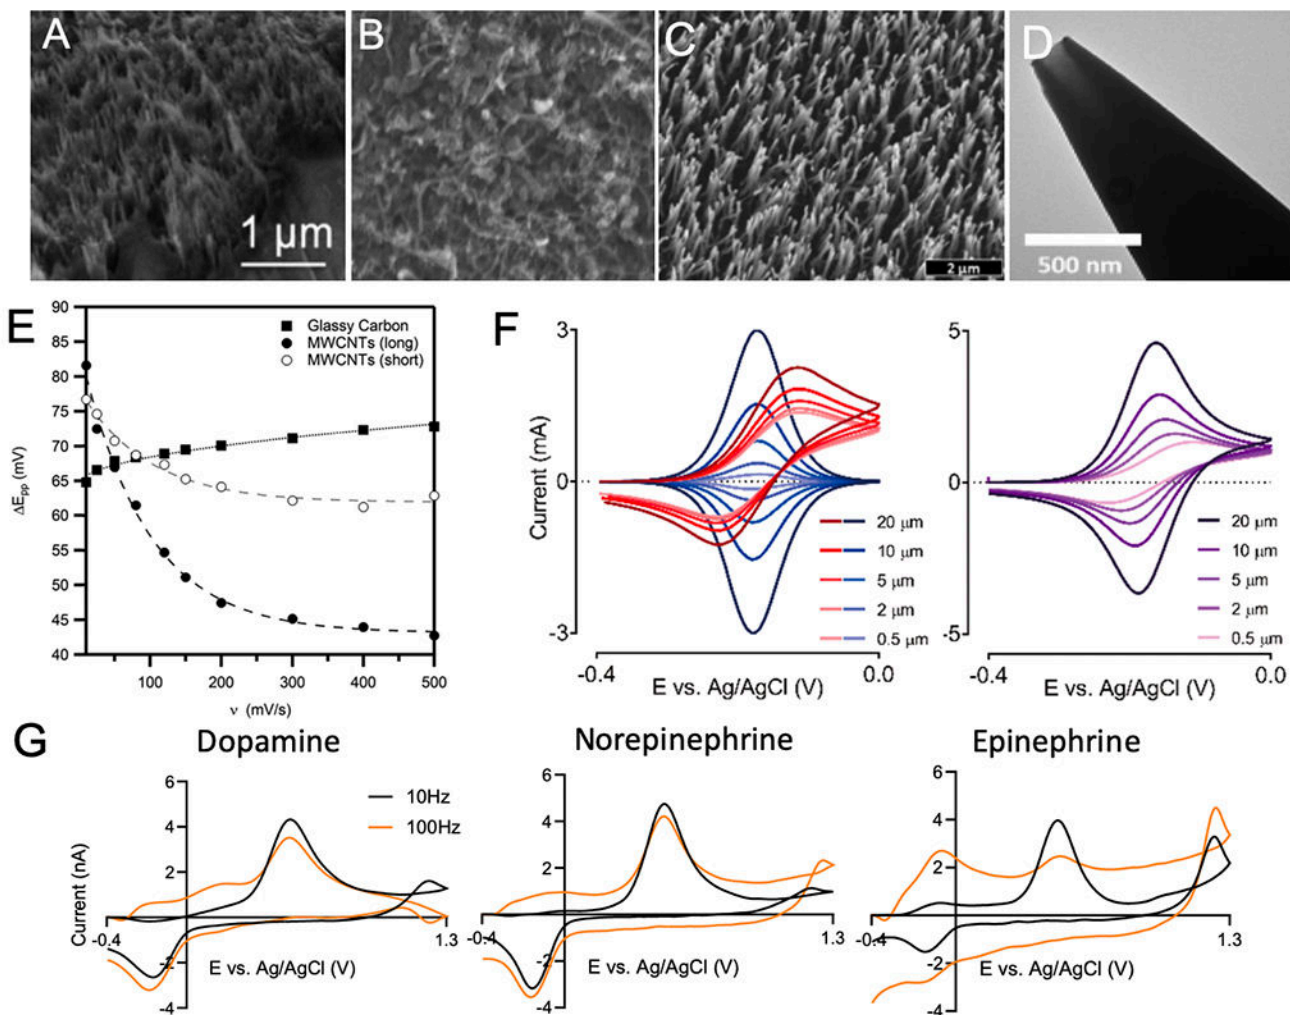 A
B
C
D
1 μm
2 μm
500 nm
E
90
85
80
75
70
65
60
55
50
45
40
ΔEpp (mV)
Glassy Carbon
MWCNTs (long)
MWCNTs (short)
100
200
300
400
500
ν (mV/s)
F
3
0
-3
Current (mA)
20 μm
10 μm
5 μm
2 μm
0.5 μm
-0.4
0.0
E vs. Ag/AgCl (V)
5
0
-5
20 μm
10 μm
5 μm
2 μm
0.5 μm
-0.4
0.0
E vs. Ag/AgCl (V)
G
Dopamine
6
4
2
0
-2
-4
Current (nA)
10Hz
100Hz
-0.4
1.3
E vs. Ag/AgCl (V)
Norepinephrine
6
4
2
0
-2
-4
-0.4
1.3
E vs. Ag/AgCl (V)
Epinephrine
6
4
2
0
-2
-4
-0.4
1.3
E vs. Ag/AgCl (V)